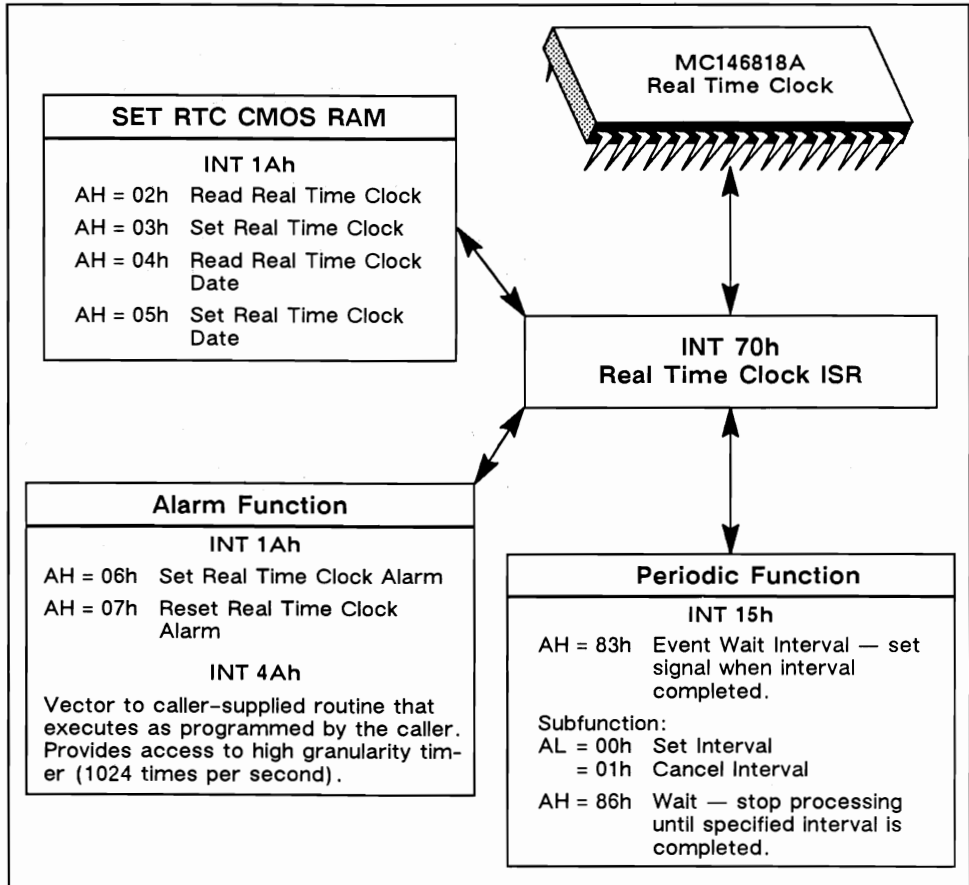 MC146818A
Real Time Clock
SET RTC CMOS RAM
INT 1Ah
AH = 02h Read Real Time Clock
AH = 03h Set Real Time Clock
AH = 04h Read Real Time Clock
Date
AH = 05h Set Real Time Clock
Date
INT 70h
Real Time Clock ISR
Alarm Function
INT 1Ah
AH = 06h Set Real Time Clock Alarm
AH = 07h Reset Real Time Clock
Alarm
INT 4Ah
Vector to caller-supplied routine that
executes as programmed by the caller.
Provides access to high granularity tim-
er (1024 times per second).
Periodic Function
INT 15h
AH = 83h Event Wait Interval — set
signal when interval
completed.
Subfunction:
AL = 00h Set Interval
= 01h Cancel Interval
AH = 86h Wait — stop processing
until specified interval is
completed.